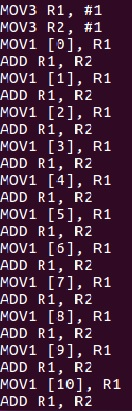 MOV3 R1, #1
MOV3 R2, #1
MOV1 [0], R1
ADD R1, R2
MOV1 [1], R1
ADD R1, R2
MOV1 [2], R1
ADD R1, R2
MOV1 [3], R1
ADD R1, R2
MOV1 [4], R1
ADD R1, R2
MOV1 [5], R1
ADD R1, R2
MOV1 [6], R1
ADD R1, R2
MOV1 [7], R1
ADD R1, R2
MOV1 [8], R1
ADD R1, R2
MOV1 [9], R1
ADD R1, R2
MOV1 [10], R1
ADD R1, R2